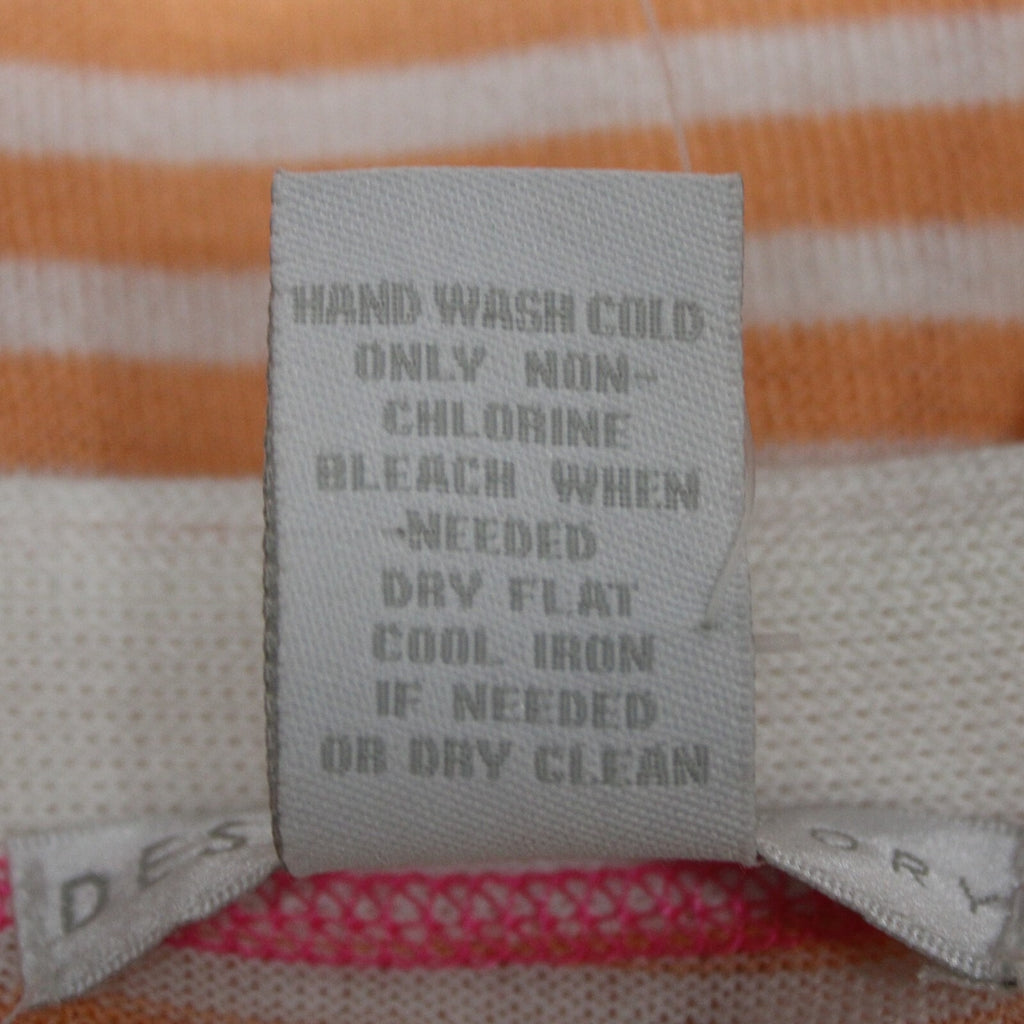 HAND WASH COLD
ONLY NON-
CHLORINE
BLEACH WHEN
-NEEDED
DRY FLAT
COOL IRON
IF NEEDED
OR DRY CLEAN
DES ORY